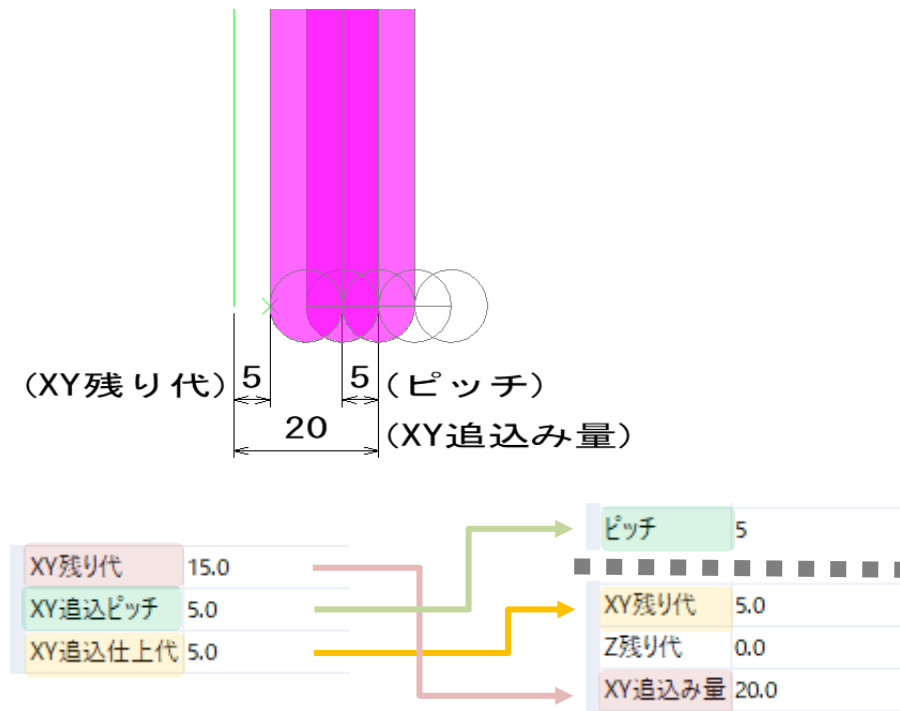 (XY残り代) 5 5 (ピッチ)
20 (XY追込み量)
ピッチ 5
XY残り代 15.0
XY追込ピッチ 5.0
XY追込仕上代 5.0
XY残り代 5.0
Z残り代 0.0
XY追込み量 20.0